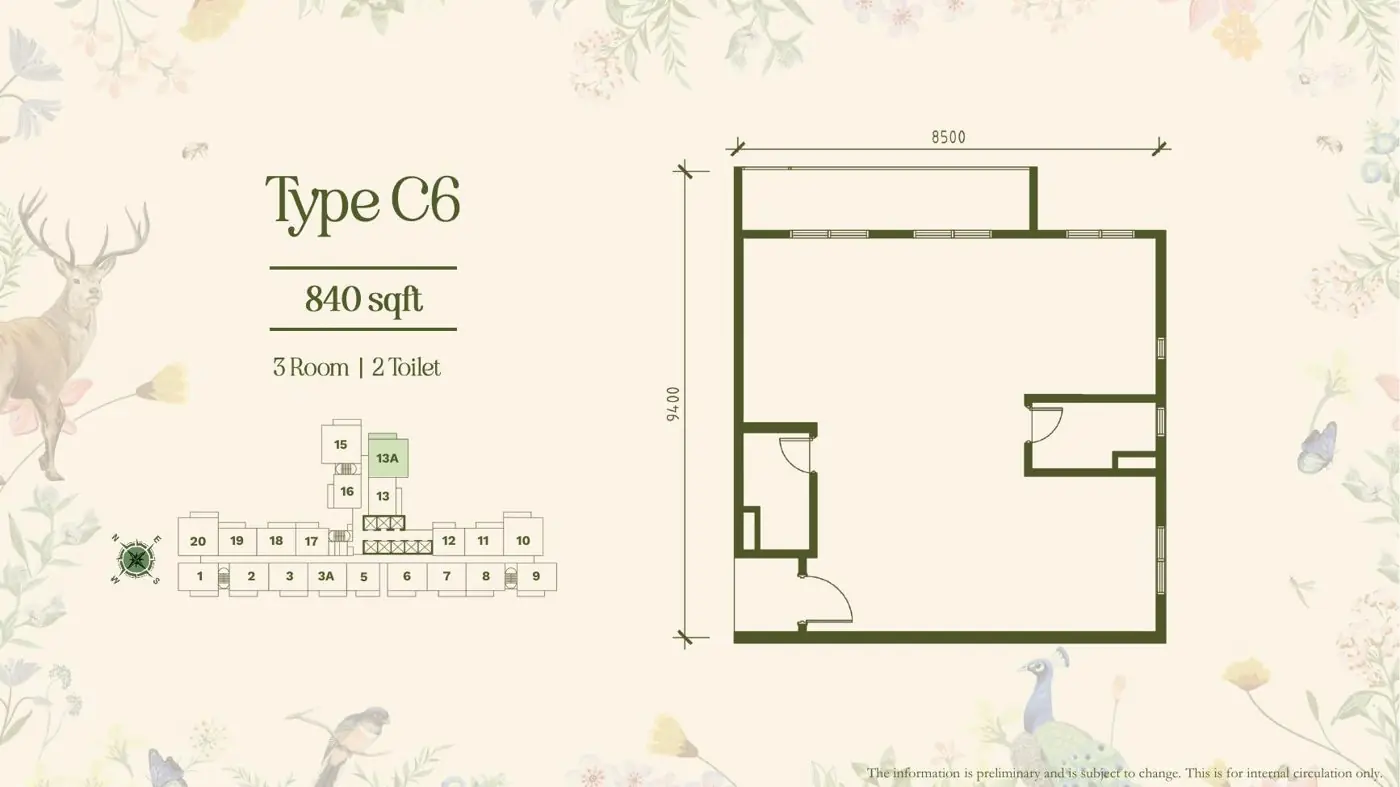 Type C6
840 sqft
3 Room | 2 Toilet
15
13A
16
13
20
19
18
17
12
11
10
1
2
3
3A
5
6
7
8
9
N
E
W
S
8500
9400
The information is preliminary and is subject to change. This is for internal circulation only.